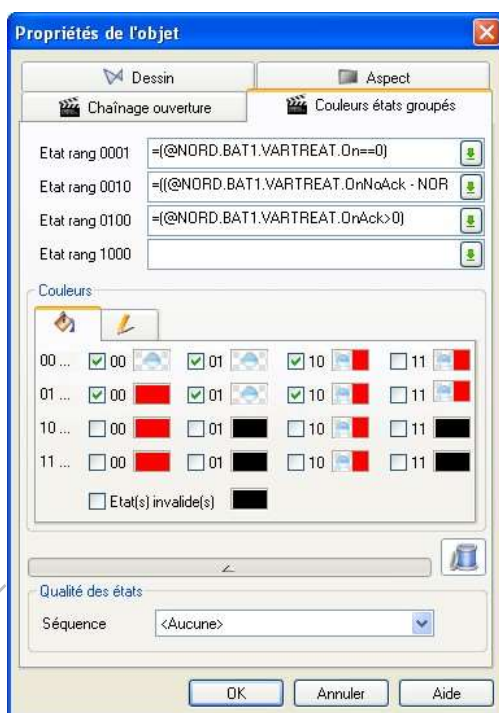 Propriétés de l'objet
Dessin
Aspect
Chaînage ouverture
Couleurs états groupés
Etat rang 0001 =(@NORD.BAT1.VARTREAT.On==0)
Etat rang 0010 =((@NORD.BAT1.VARTREAT.OnNoAck - NOR
Etat rang 0100 =(@NORD.BAT1.VARTREAT.OnAck>0)
Etat rang 1000
Couleurs
00 ... 00 01 10 11
01 ... 00 01 10 11
10 ... 00 01 10 11
11 ... 00 01 10 11
Etat(s) invalide(s)
Qualité des états
Séquence <Aucune>
OK Annuler Aide